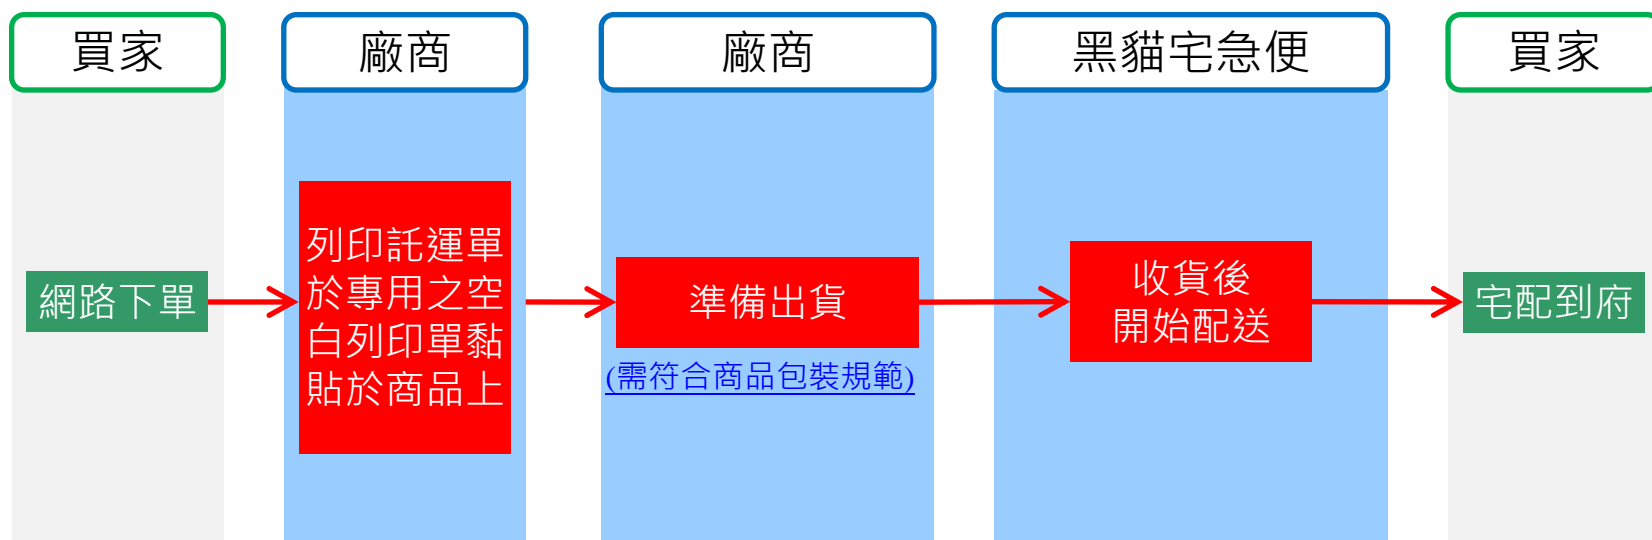 買家
廠商
廠商
黑貓宅急便
買家
網路下單
列印託運單
於專用之空
白列印單黏
貼於商品上
準備出貨
(需符合商品包裝規範)
收貨後
開始配送
宅配到府